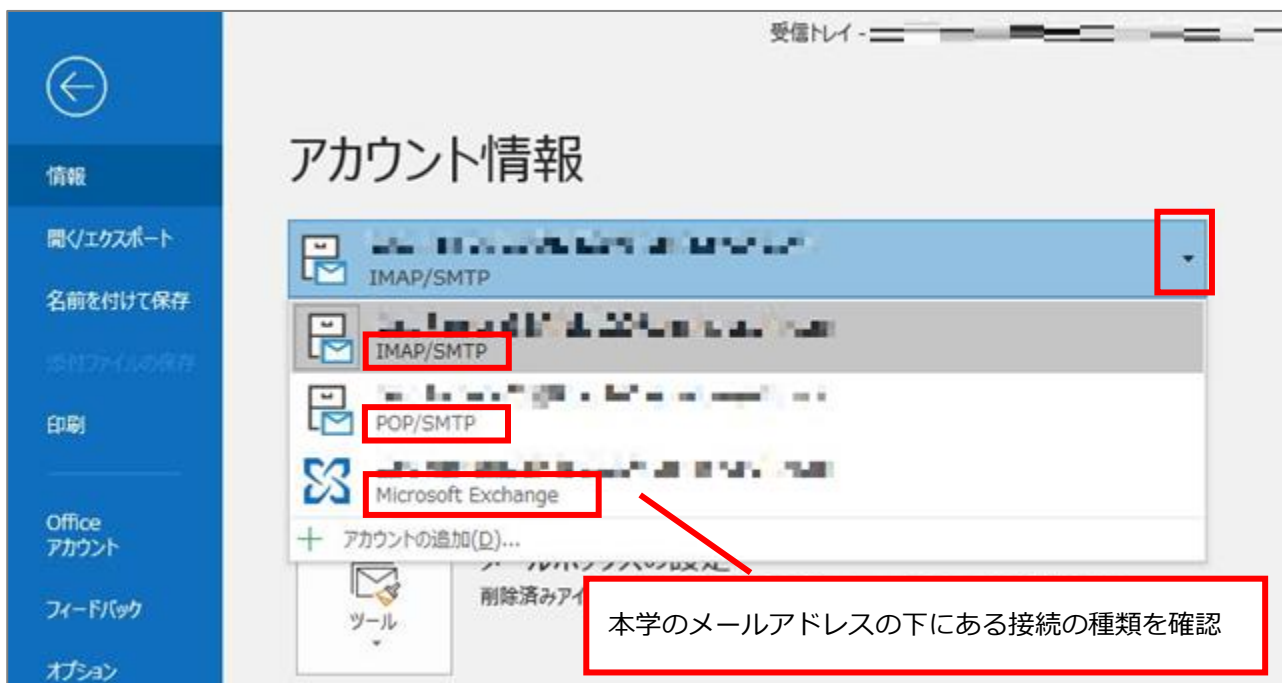 受信トレイ -
アカウント情報
情報
開く/エクスポート
名前を付けて保存
添付ファイルの保存
印刷
Office
アカウント
フィードバック
オプション
IMAP/SMTP
IMAP/SMTP
POP/SMTP
Microsoft Exchange
アカウントの追加(D)...
ツール
削除済みアイ
本学のメールアドレスの下にある接続の種類を確認